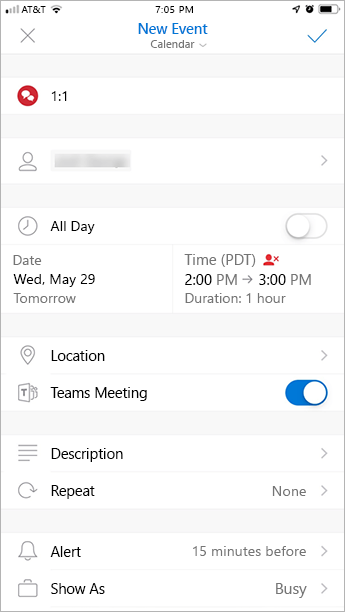 AT&T 7:05 PM
New Event
Calendar
1:1
All Day
Date
Time (PDT)
Wed, May 29
2:00 PM → 3:00 PM
Tomorrow
Duration: 1 hour
Location
Teams Meeting
Description
Repeat None
Alert 15 minutes before
Show As Busy